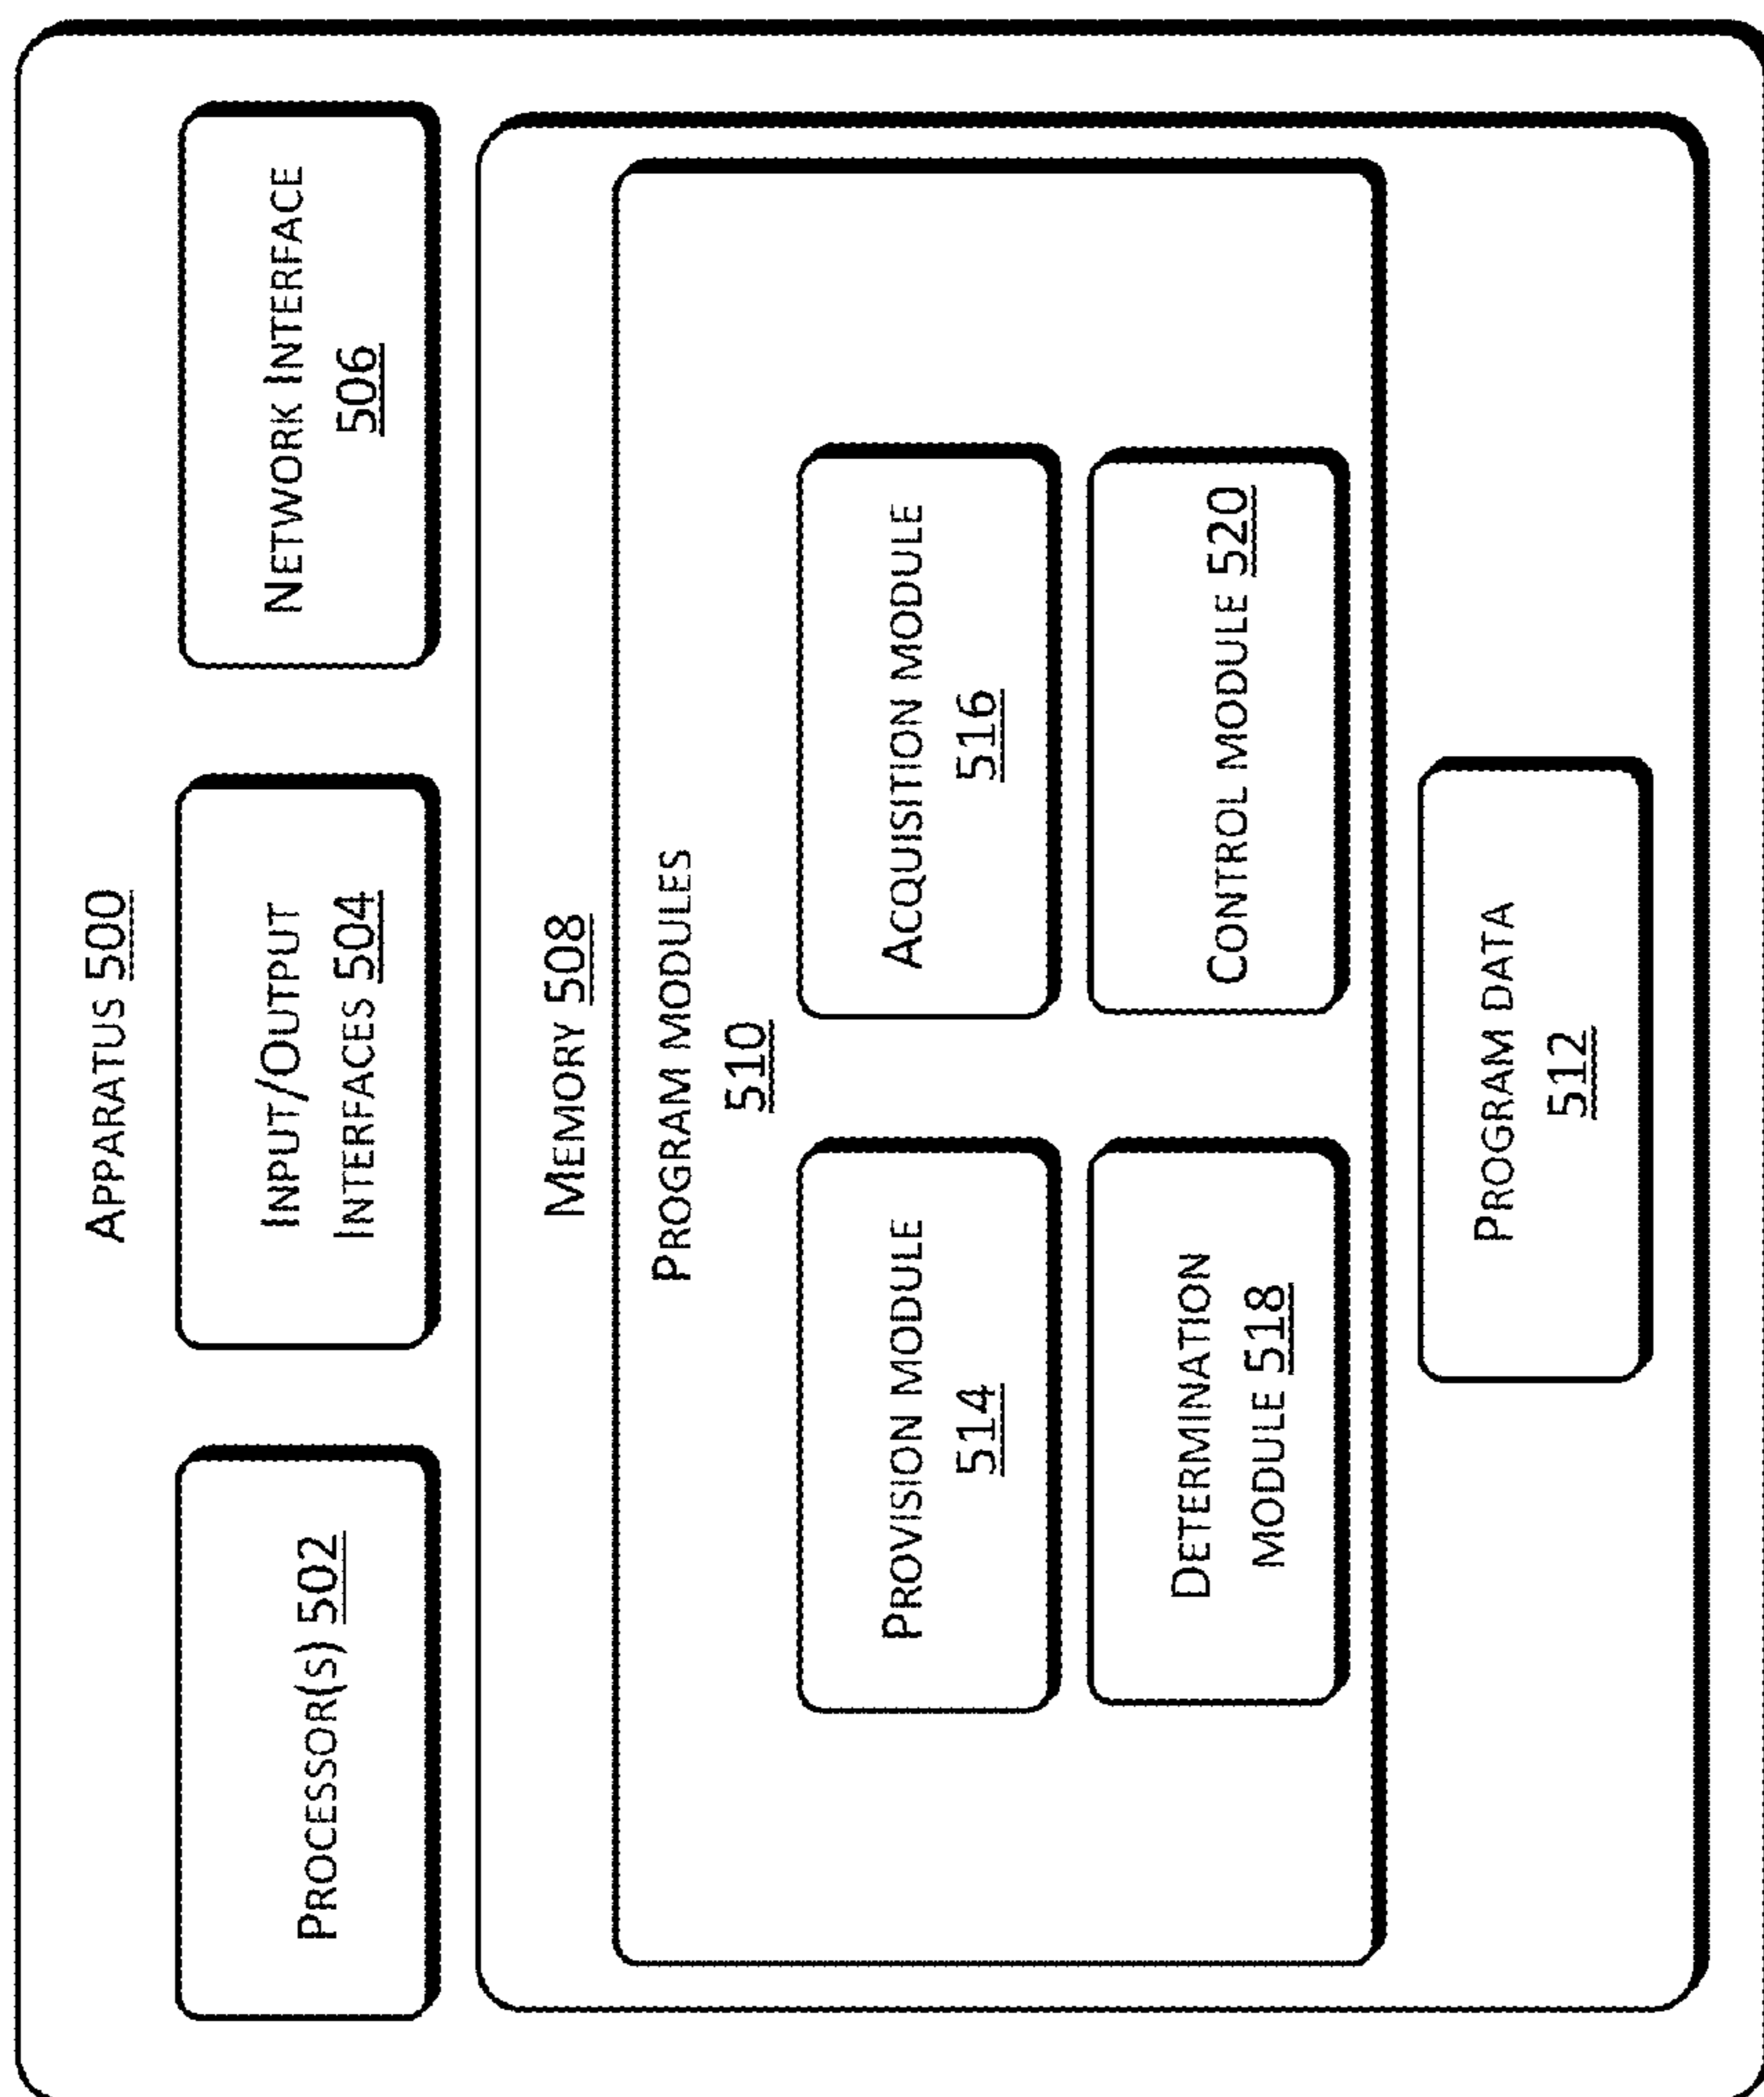 APPARATUS 500
PROCESSOR(S) 502
INPUT/OUTPUT
INTERFACES 504
NETWORK INTERFACE
506
MEMORY 508
PROGRAM MODULES
510
PROVISION MODULE
514
ACQUISITION MODULE
516
DETERMINATION
MODULE 518
CONTROL MODULE 520
PROGRAM DATA
512